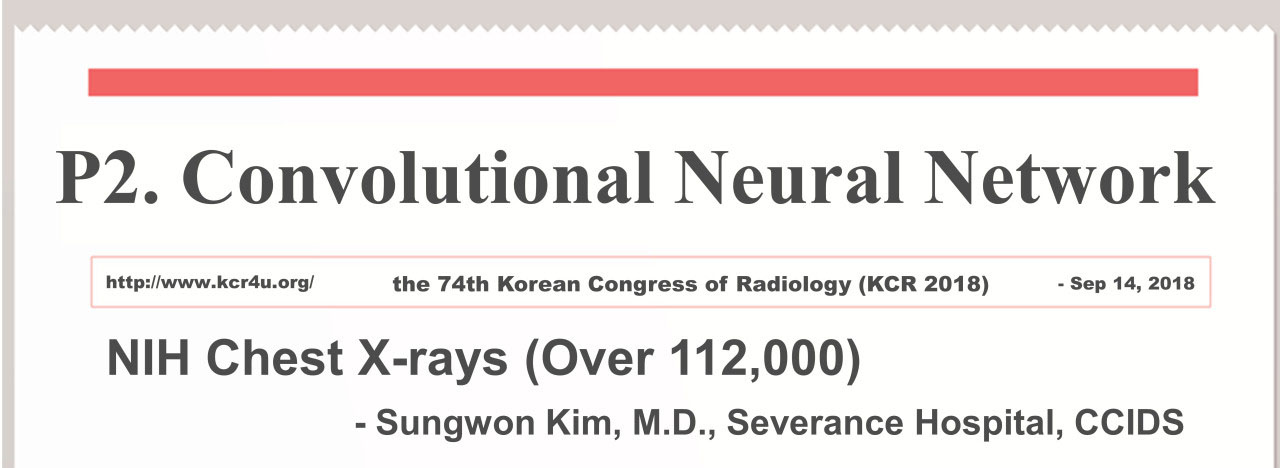 P2. Convolutional Neural Network
http://www.kcr4u.org/ the 74th Korean Congress of Radiology (KCR 2018) - Sep 14, 2018
NIH Chest X-rays (Over 112,000)
- Sungwon Kim, M.D., Severance Hospital, CCIDS